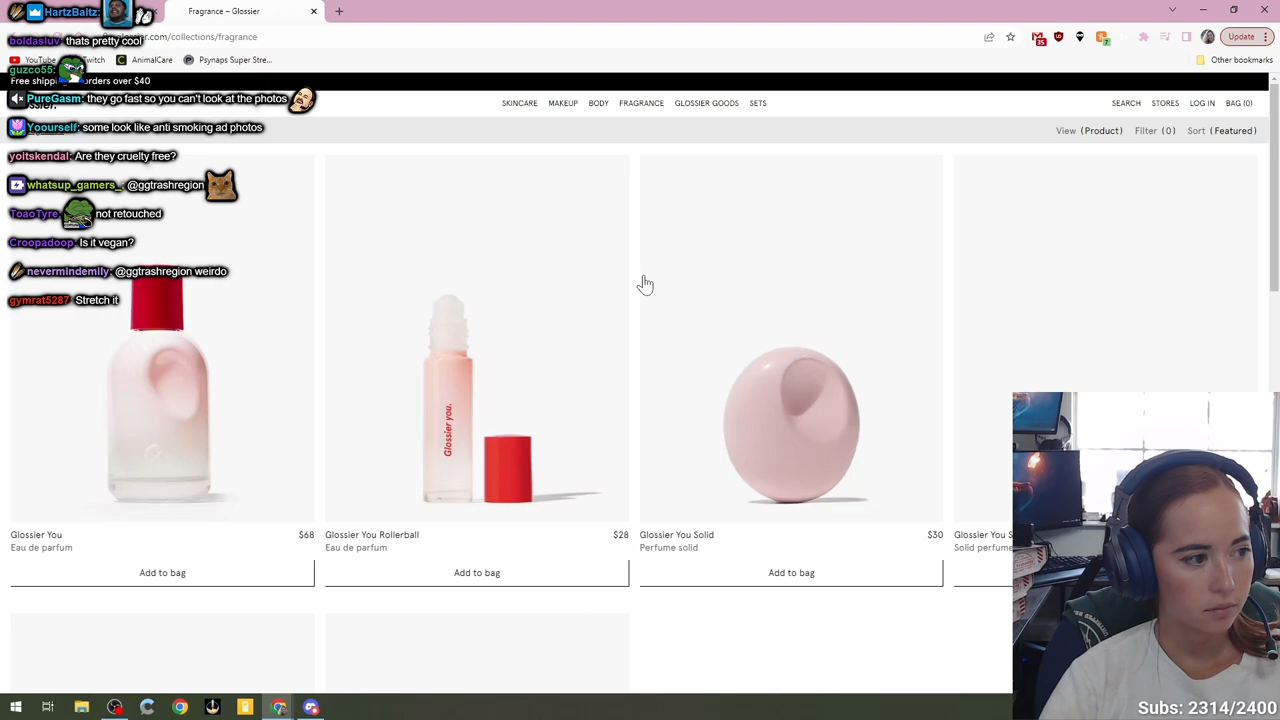 HartzBaltz:
Fragrance – Glossier
boldasluv: thats pretty cool
glossier.com/collections/fragrance
35
7
Update
YouTube
Twitch
AnimalCare
Psynaps Super Stre...
Other bookmarks
guzco55:
Free shipping orders over $40
PureGasm: they go fast so you can't look at the photos
SKINCARE MAKEUP BODY FRAGRANCE GLOSSIER GOODS SETS
SEARCH STORES LOG IN BAG (0)
Yoourself: some look like anti smoking ad photos
View (Product) Filter (0) Sort (Featured)
yoitskendal: Are they cruelty free?
whatsup_gamers_: @ggtrashregion
ToaoTyre: not retouched
Croopadoop: Is it vegan?
nevermindemily: @ggtrashregion weirdo
gymrat5287: Stretch it
Glossier you.
Glossier You $68
Eau de parfum
Add to bag
Glossier You Rollerball $28
Eau de parfum
Add to bag
Glossier You Solid $30
Perfume solid
Add to bag
Glossier You S
Solid perfume
Subs: 2314/2400